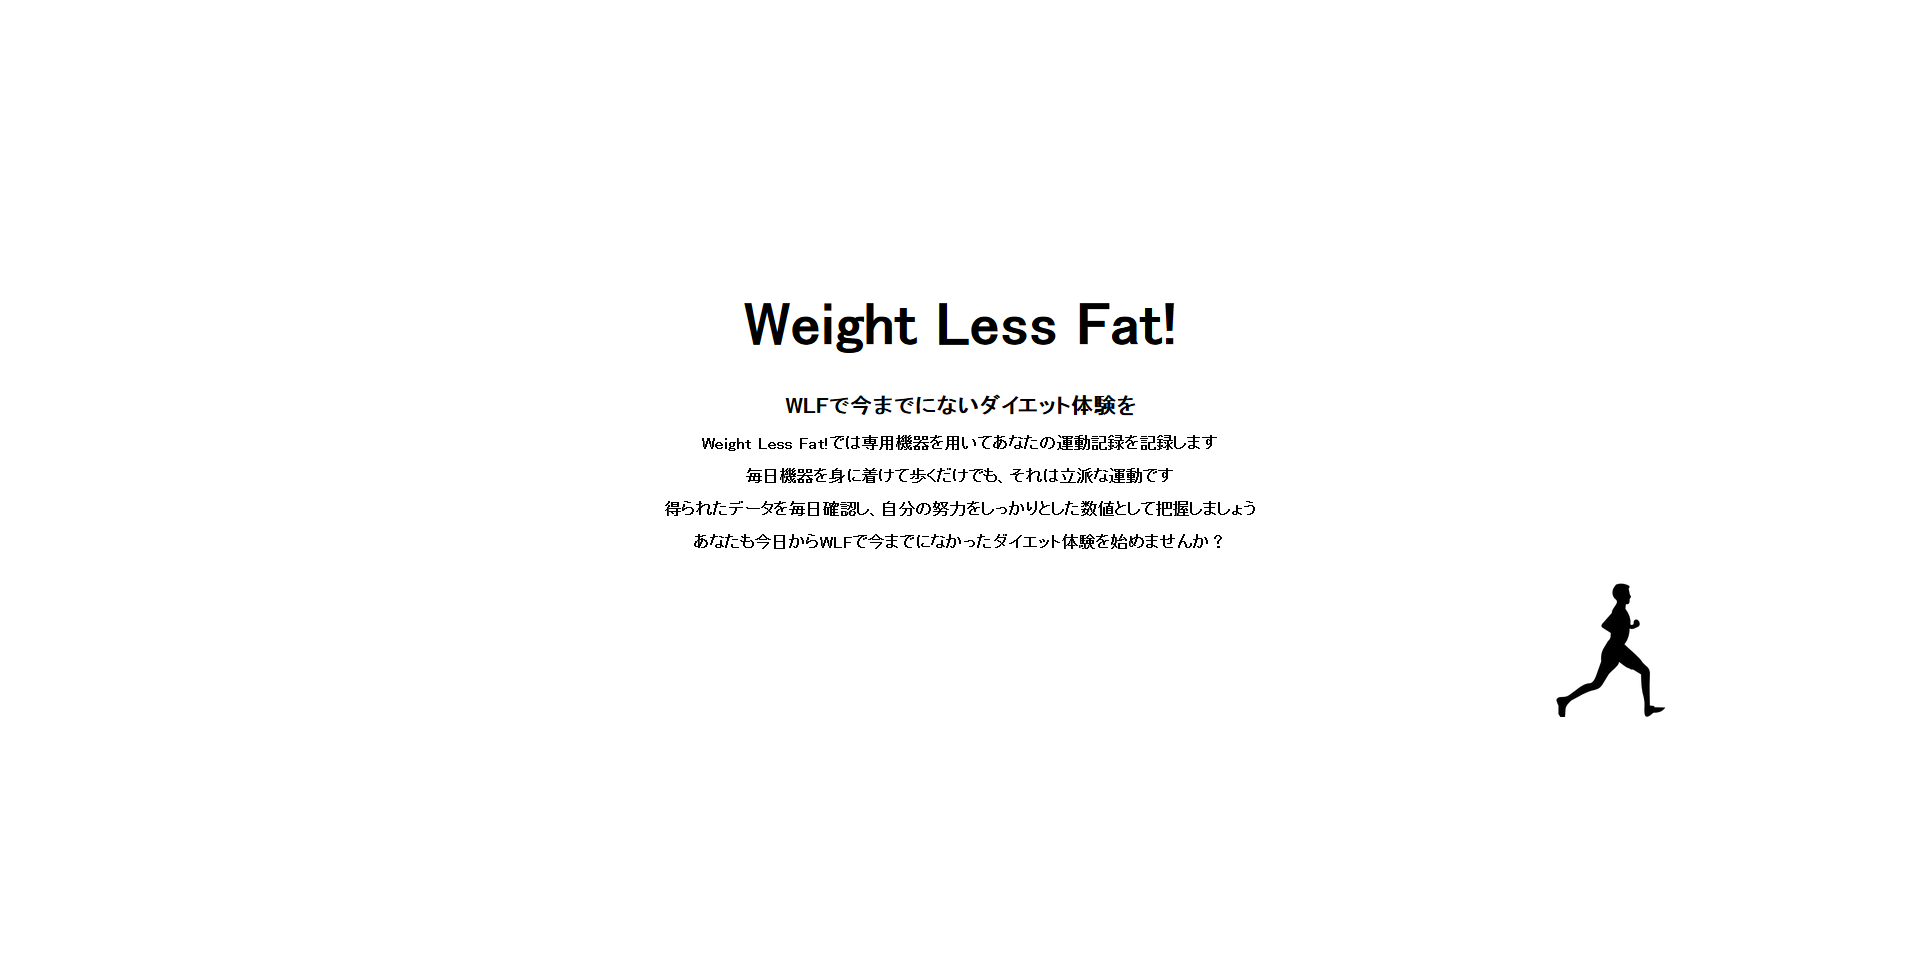 Weight Less Fat!
WLFで今までにないダイエット体験を
Weight Less Fat!では専用機器を用いてあなたの運動記録を記録します
毎日機器を身に着けて歩くだけでも、それは立派な運動です
得られたデータを毎日確認し、自分の努力をしっかりとした数値として把握しましょう
あなたも今日からWLFで今までになかったダイエット体験を始めませんか？